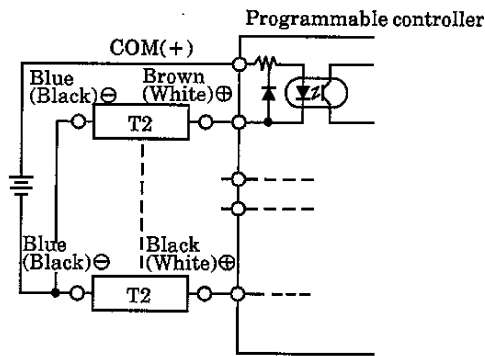 Programmable controller
COM(+)
Blue
(Black)⊖
Brown
(White)⊕
T2
Blue
(Black)⊖
Black
(White)⊕
T2